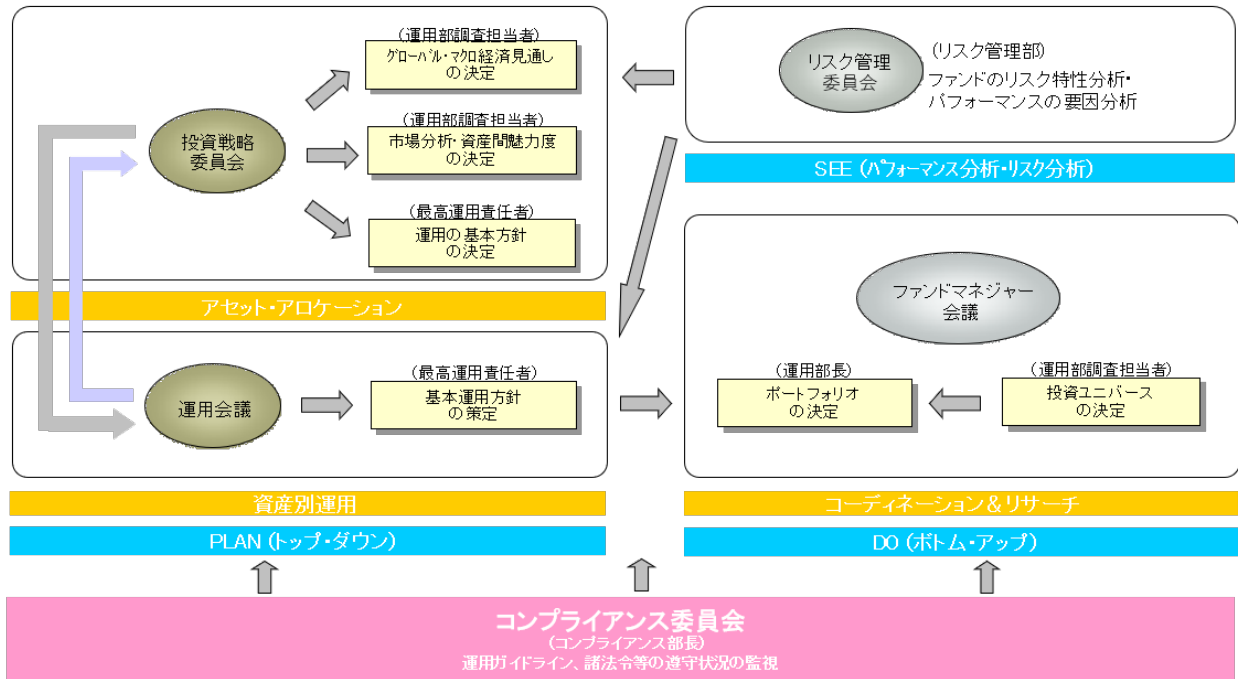 (運用部調査担当者)
グローバル・マクロ経済見通し
の決定
投資戦略
委員会
(運用部調査担当者)
市場分析・資産間魅力度
の決定
(最高運用責任者)
運用の基本方針
の決定
アセット・アロケーション
リスク管理
委員会
(リスク管理部)
ファンドのリスク特性分析・
パフォーマンスの要因分析
SEE (パフォーマンス分析・リスク分析)
運用会議
(最高運用責任者)
基本運用方針
の策定
資産別運用
PLAN (トップ・ダウン)
ファンドマネジャー
会議
(運用部長)
ポートフォリオ
の決定
(運用部調査担当者)
投資ユニバース
の決定
コーディネーション&リサーチ
DO (ボトム・アップ)
コンプライアンス委員会
(コンプライアンス部長)
運用ガイドライン、諸法令等の遵守状況の監視